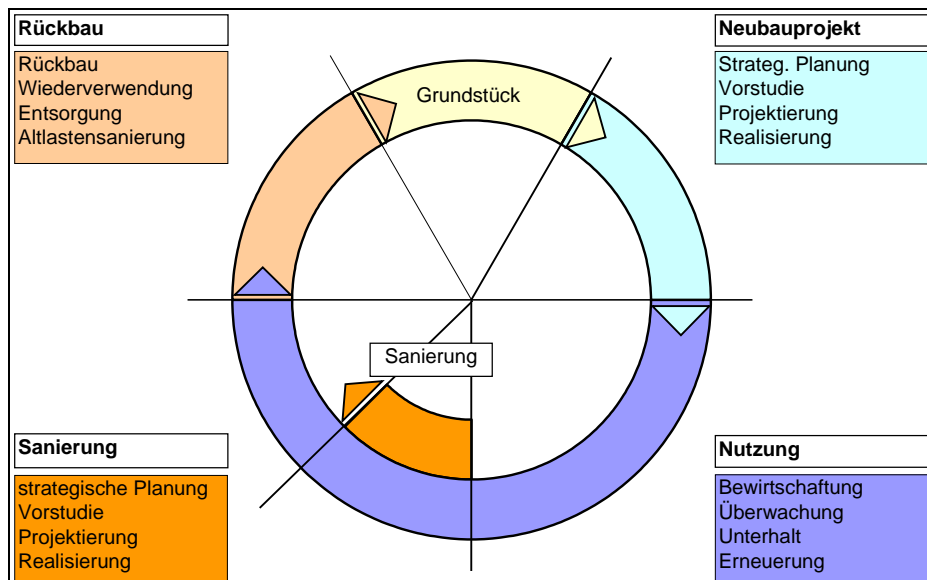 Rückbau
Rückbau
Wiederverwendung
Entsorgung
Altlastensanierung
Grundstück
Neubauprojekt
Strateg. Planung
Vorstudie
Projektierung
Realisierung
Sanierung
Sanierung
strategische Planung
Vorstudie
Projektierung
Realisierung
Nutzung
Bewirtschaftung
Überwachung
Unterhalt
Erneuerung